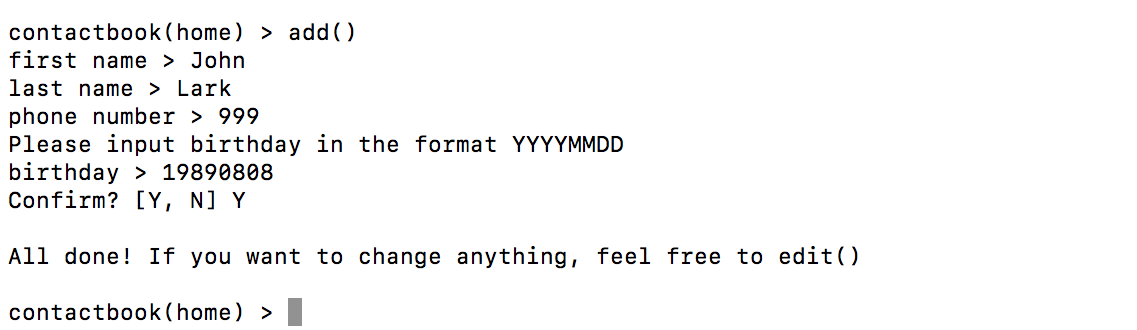 contactbook(home) > add()
first name > John
last name > Lark
phone number > 999
Please input birthday in the format YYYYMMDD
birthday > 19890808
Confirm? [Y, N] Y
All done! If you want to change anything, feel free to edit()
contactbook(home) >